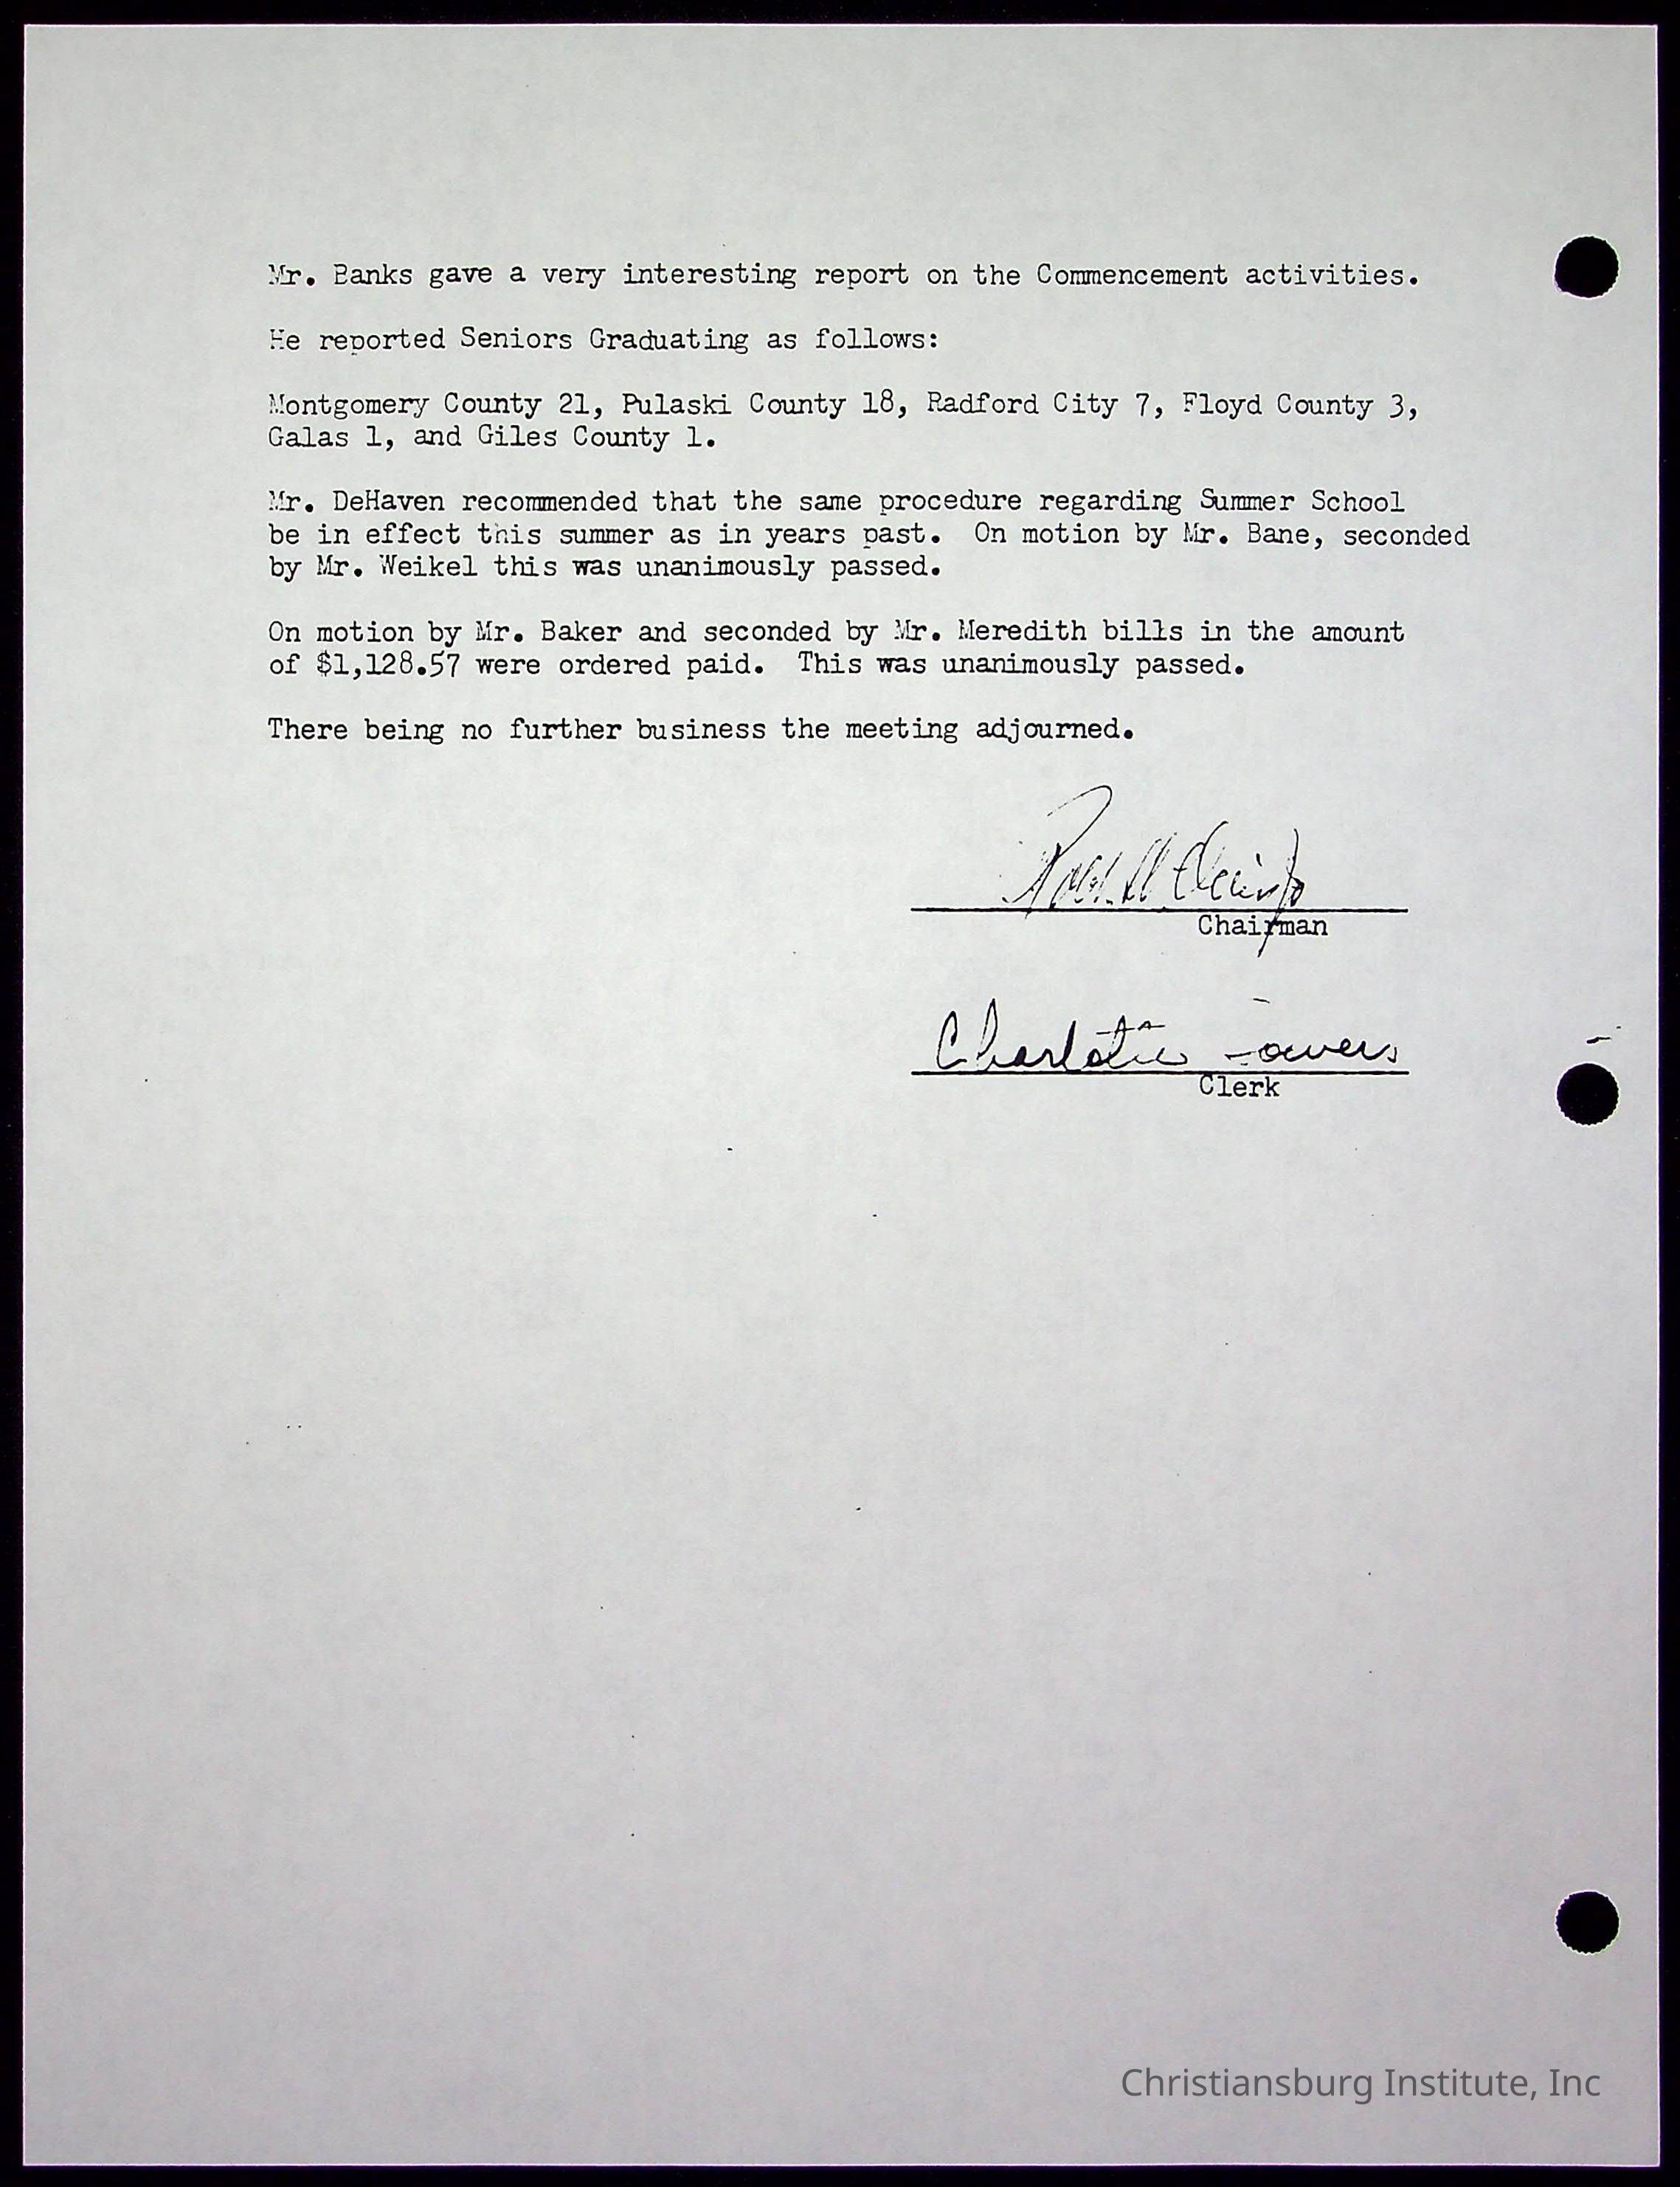 Mr. Banks gave a very interesting report on the Commencement activities.
He reported Seniors Graduating as follows:
Montgomery County 21, Pulaski County 18, Radford City 7, Floyd County 3,
Galas 1, and Giles County 1.
Mr. DeHaven recommended that the same procedure regarding Summer School
be in effect this summer as in years past. On motion by Mr. Bane, seconded
by Mr. Weikel this was unanimously passed.
On motion by Mr. Baker and seconded by Mr. Meredith bills in the amount
of $1,128.57 were ordered paid. This was unanimously passed.
There being no further business the meeting adjourned.
Chairman
Charlotte
Clerk
Christiansburg Institute, Inc